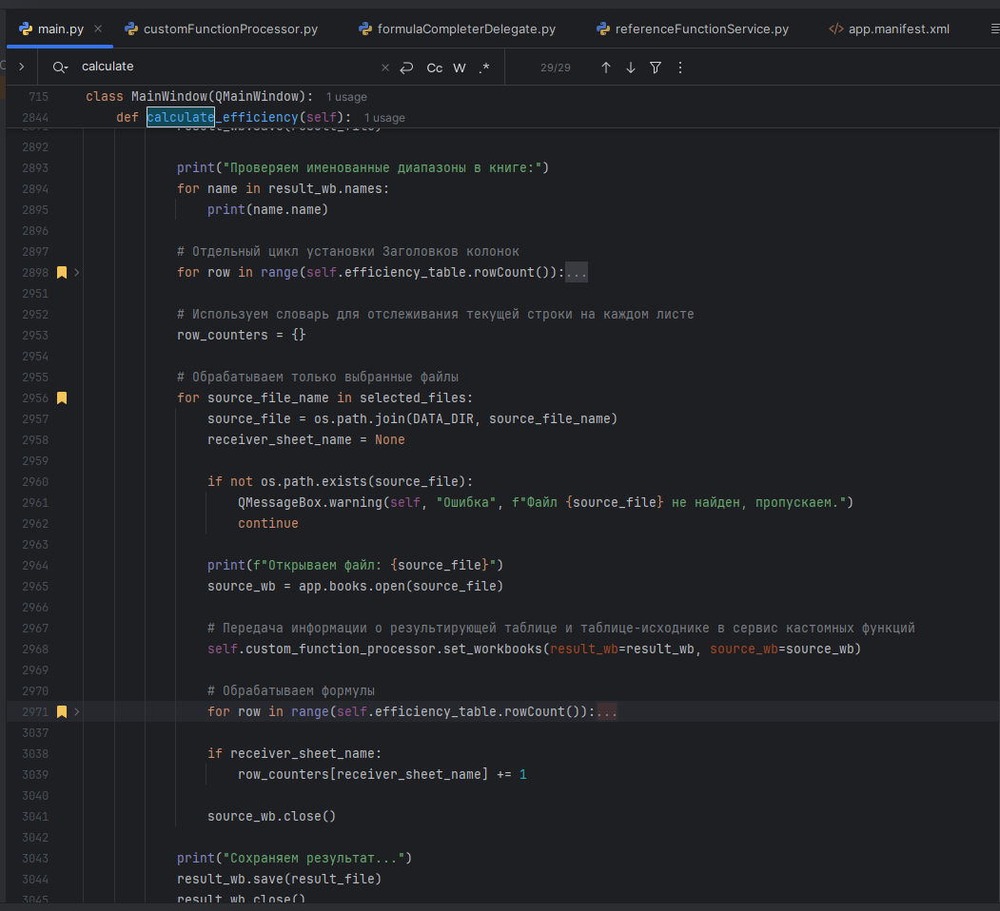 main.py × customFunctionProcessor.py formulaCompleterDelegate.py referenceFunctionService.py </> app.manifest.xml
calculate × Cc W .* 29/29
715 class MainWindow(QMainWindow): 1 usage
2844 def calculate_efficiency(self): 1 usage
2892
2893 print("Проверяем именованные диапазоны в книге:")
2894 for name in result_wb.names:
2895 print(name.name)
2896
2897 # Отдельный цикл установки Заголовков колонок
2898 for row in range(self.efficiency_table.rowCount()):...
2951
2952 # Используем словарь для отслеживания текущей строки на каждом листе
2953 row_counters = {}
2954
2955 # Обрабатываем только выбранные файлы
2956 for source_file_name in selected_files:
2957 source_file = os.path.join(DATA_DIR, source_file_name)
2958 receiver_sheet_name = None
2959
2960 if not os.path.exists(source_file):
2961 QMessageBox.warning(self, "Ошибка", f"Файл {source_file} не найден, пропускаем.")
2962 continue
2963
2964 print(f"Открываем файл: {source_file}")
2965 source_wb = app.books.open(source_file)
2966
2967 # Передача информации о результирующей таблице и таблице-исходнике в сервис кастомных функций
2968 self.custom_function_processor.set_workbooks(result_wb=result_wb, source_wb=source_wb)
2969
2970 # Обрабатываем формулы
2971 for row in range(self.efficiency_table.rowCount()):...
3037
3038 if receiver_sheet_name:
3039 row_counters[receiver_sheet_name] += 1
3040
3041 source_wb.close()
3042
3043 print("Сохраняем результат...")
3044 result_wb.save(result_file)
3045 result_wb.close()